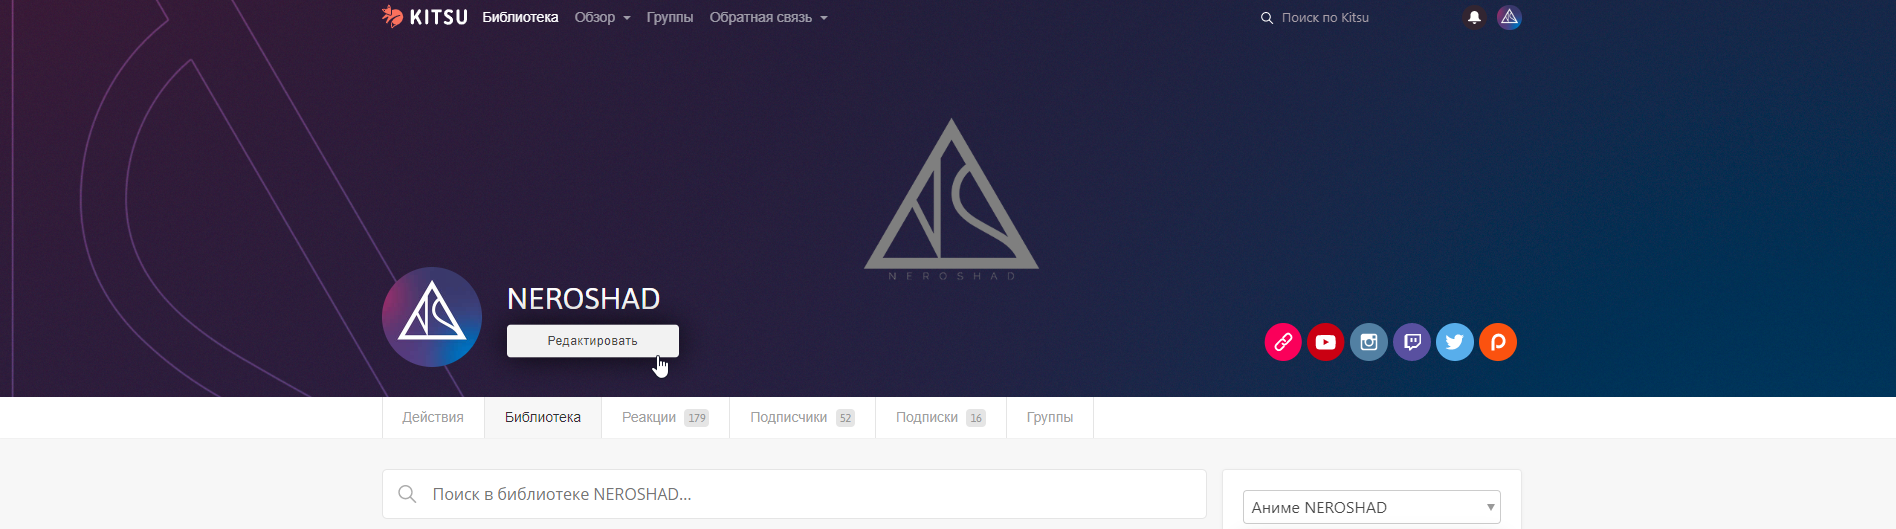 KITSU Библиотека Обзор Группы Обратная связь Поиск по Kitsu
NEROSHAD
NEROSHAD
Редактировать
Действия Библиотека Реакции 179 Подписчики 52 Подписки 16 Группы
Поиск в библиотеке NEROSHAD... Аниме NEROSHAD